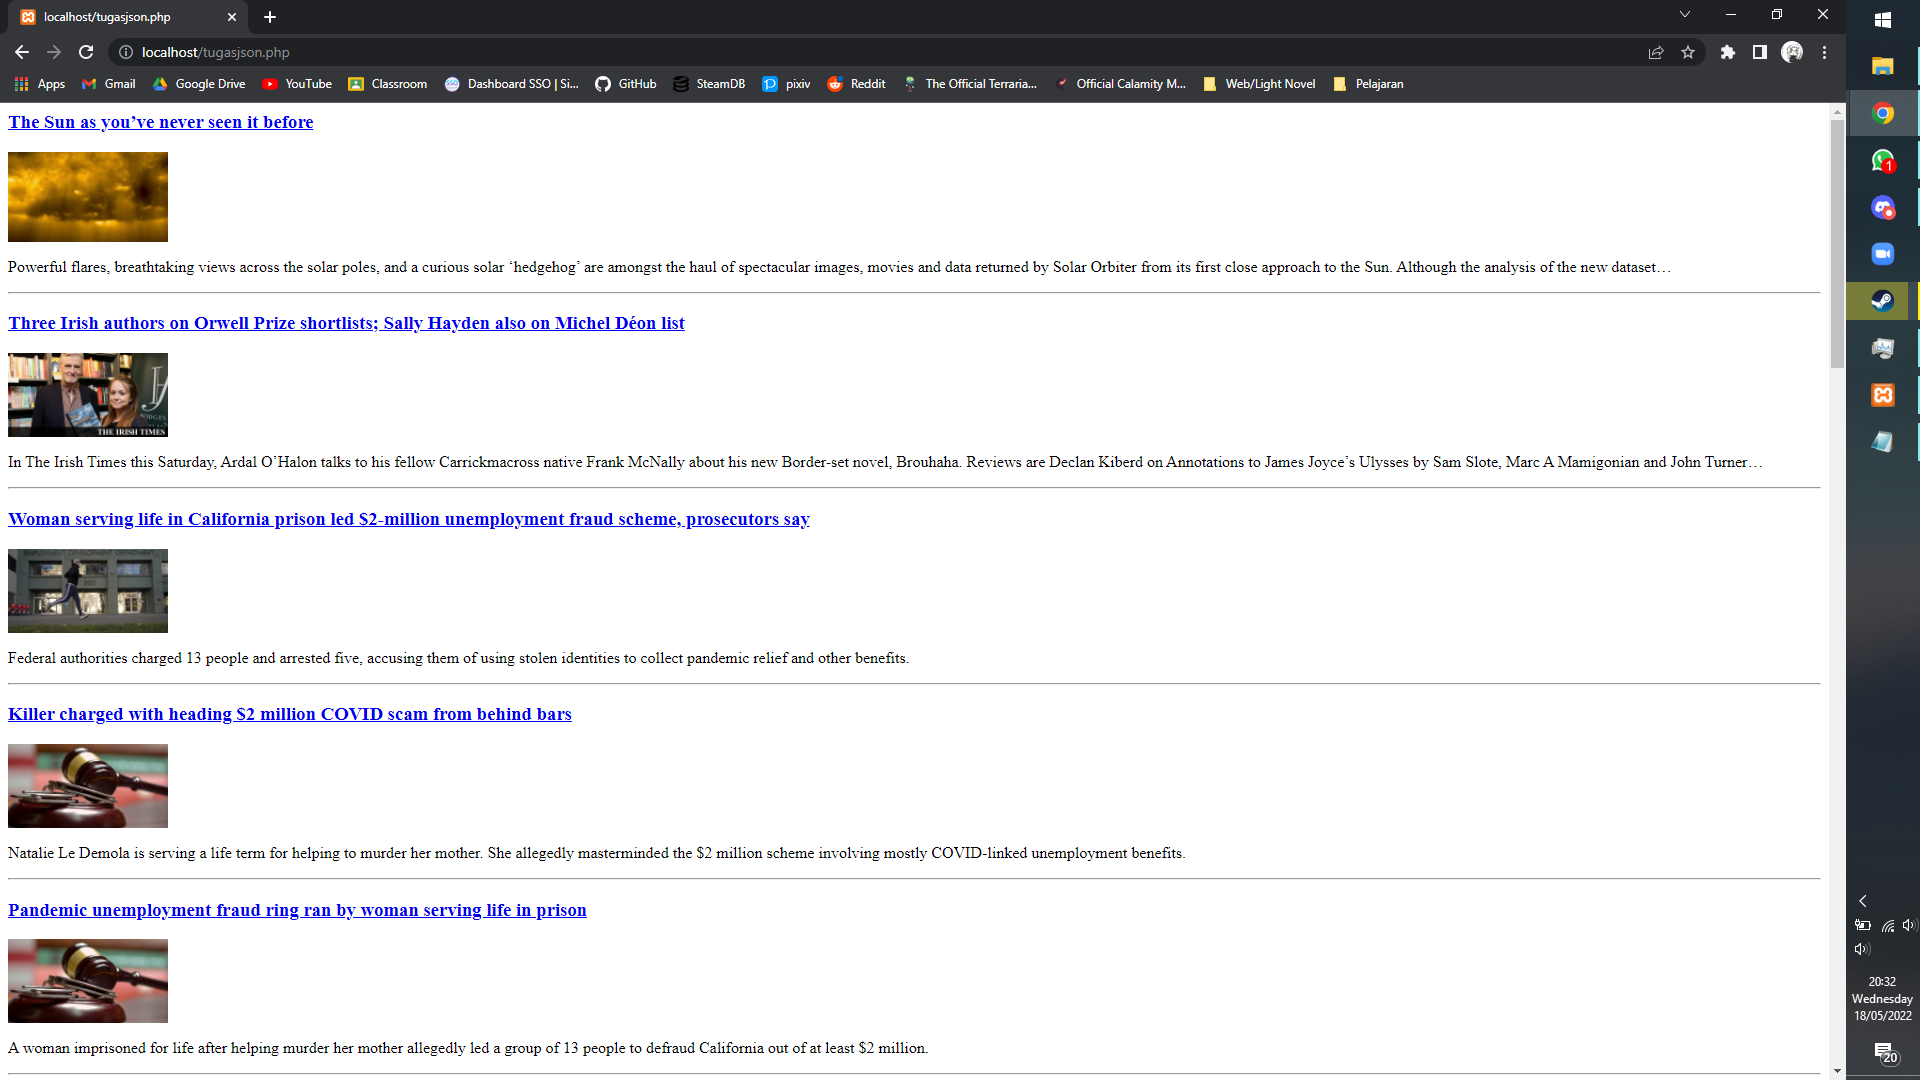 localhost/tugasjson.php
localhost/tugasjson.php
Apps
Gmail
Google Drive
YouTube
Classroom
Dashboard SSO | Si...
GitHub
SteamDB
pixiv
Reddit
The Official Terraria...
Official Calamity M...
Web/Light Novel
Pelajaran
The Sun as you’ve never seen it before
Powerful flares, breathtaking views across the solar poles, and a curious solar ‘hedgehog’ are amongst the haul of spectacular images, movies and data returned by Solar Orbiter from its first close approach to the Sun. Although the analysis of the new dataset…
Three Irish authors on Orwell Prize shortlists; Sally Hayden also on Michel Déon list
THE IRISH TIMES
In The Irish Times this Saturday, Ardal O’Halon talks to his fellow Carrickmacross native Frank McNally about his new Border-set novel, Brouhaha. Reviews are Declan Kiberd on Annotations to James Joyce’s Ulysses by Sam Slote, Marc A Mamigonian and John Turner…
Woman serving life in California prison led $2-million unemployment fraud scheme, prosecutors say
Federal authorities charged 13 people and arrested five, accusing them of using stolen identities to collect pandemic relief and other benefits.
Killer charged with heading $2 million COVID scam from behind bars
Natalie Le Demola is serving a life term for helping to murder her mother. She allegedly masterminded the $2 million scheme involving mostly COVID-linked unemployment benefits.
Pandemic unemployment fraud ring ran by woman serving life in prison
A woman imprisoned for life after helping murder her mother allegedly led a group of 13 people to defraud California out of at least $2 million.
1
20:32
Wednesday
18/05/2022
20